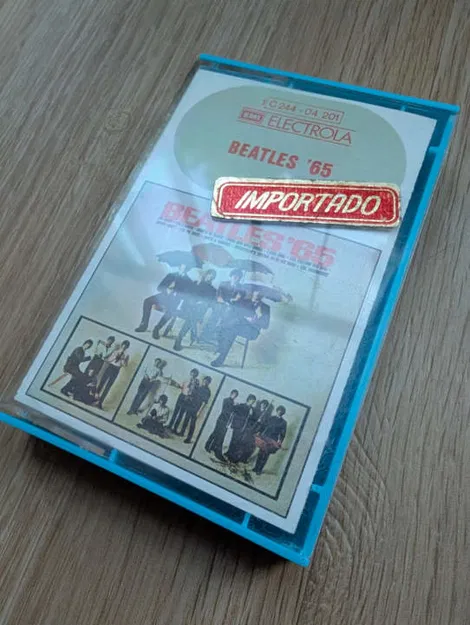 1 C 244-04 201
EMI ELECTROLA
BEATLES '65
IMPORTADO
BEATLES '65